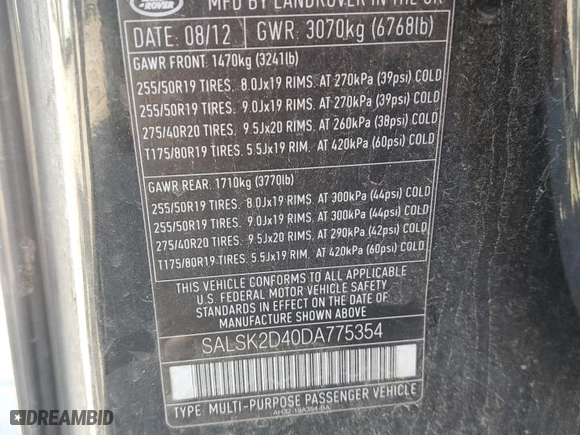 ROVER
MFD BY LANDROVER IN THE UK
DATE: 08/12 GWR: 3070kg (6768lb)
GAWR FRONT: 1470kg (3241lb)
255/50R19 TIRES. 8.0Jx19 RIMS. AT 270kPa (39psi) COLD
255/50R19 TIRES. 9.0Jx19 RIMS. AT 270kPa (39psi) COLD
275/40R20 TIRES. 9.5Jx20 RIMS. AT 260kPa (38psi) COLD
T175/80R19 TIRES. 5.5Jx19 RIM. AT 420kPa (60psi) COLD
GAWR REAR: 1710kg (3770lb)
255/50R19 TIRES. 8.0Jx19 RIMS. AT 300kPa (44psi) COLD
255/50R19 TIRES. 9.0Jx19 RIMS. AT 300kPa (44psi) COLD
275/40R20 TIRES. 9.5Jx20 RIMS. AT 290kPa (42psi) COLD
T175/80R19 TIRES. 5.5Jx19 RIM. AT 420kPa (60psi) COLD
THIS VEHICLE CONFORMS TO ALL APPLICABLE
U.S. FEDERAL MOTOR VEHICLE SAFETY
STANDARDS IN EFFECT ON THE DATE OF
MANUFACTURE SHOWN ABOVE.
SALSK2D40DA775354
TYPE: MULTI-PURPOSE PASSENGER VEHICLE
DREAMBID